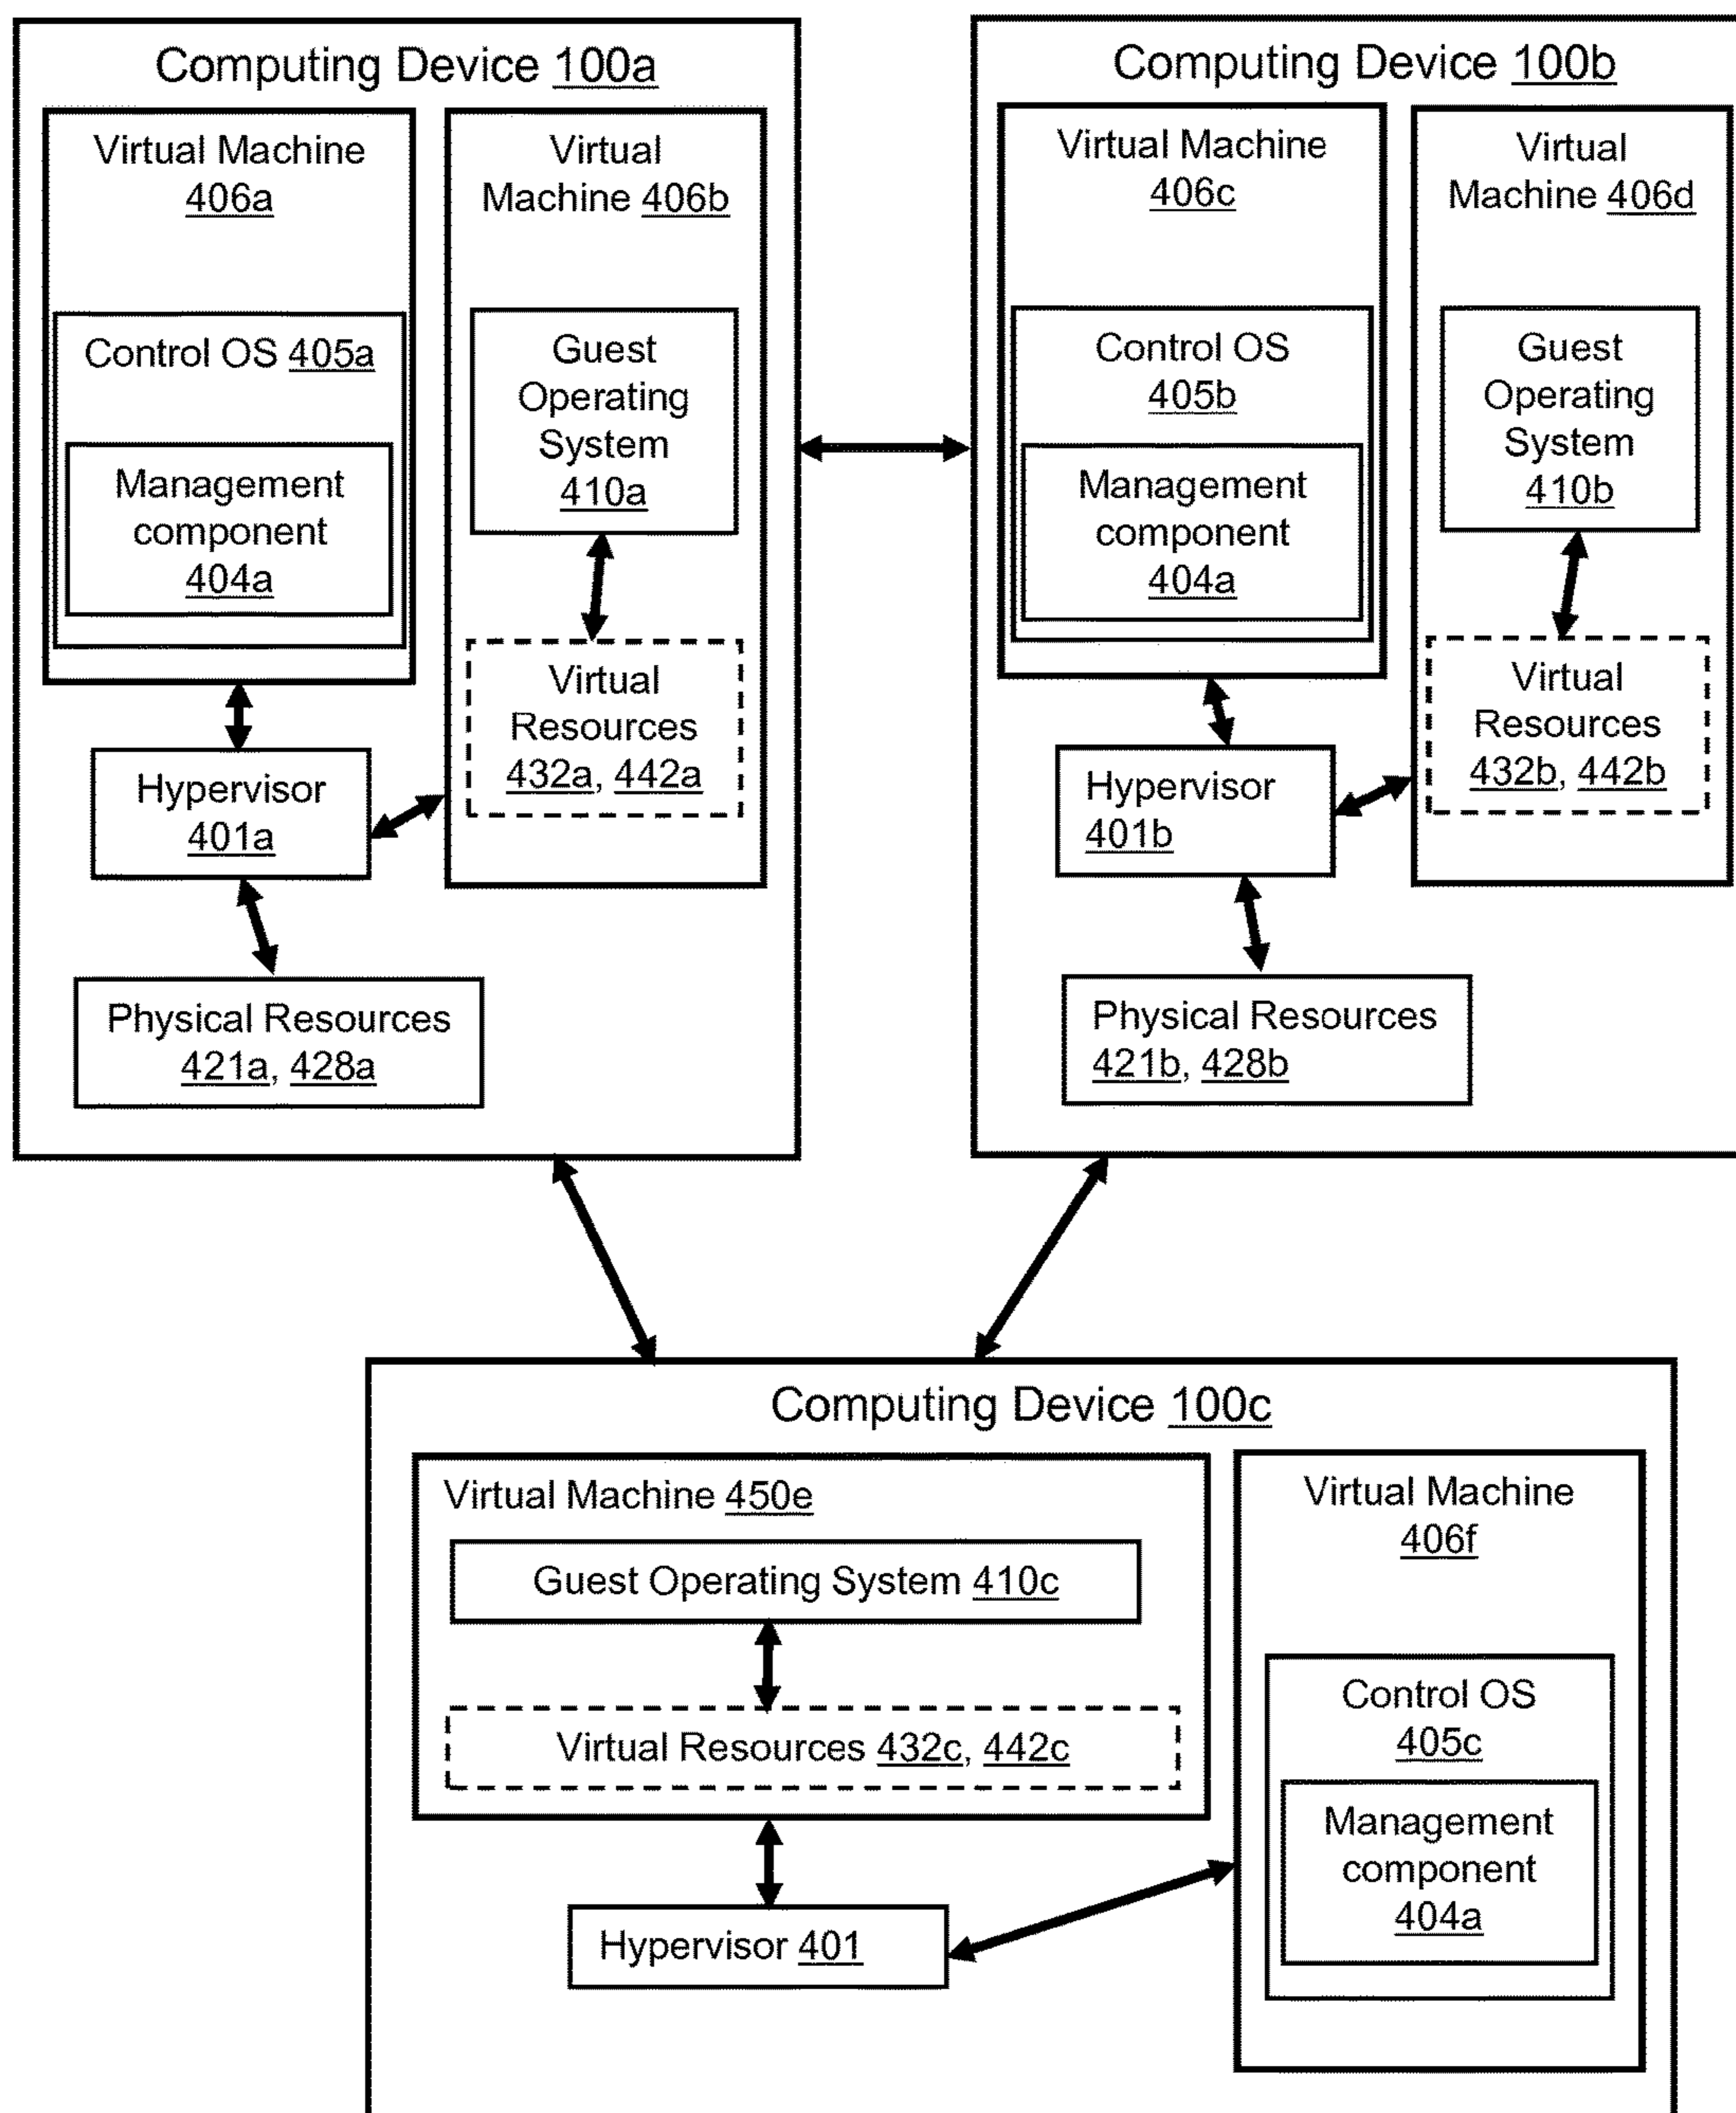 Computing Device 100a
Virtual Machine
406a
Control OS 405a
Management
component
404a
Virtual
Machine 406b
Guest
Operating
System
410a
Virtual
Resources
432a, 442a
Hypervisor
401a
Physical Resources
421a, 428a
Computing Device 100b
Virtual Machine
406c
Control OS
405b
Management
component
404a
Virtual
Machine 406d
Guest
Operating
System
410b
Virtual
Resources
432b, 442b
Hypervisor
401b
Physical Resources
421b, 428b
Computing Device 100c
Virtual Machine 450e
Guest Operating System 410c
Virtual Resources 432c, 442c
Hypervisor 401
Virtual Machine
406f
Control OS
405c
Management
component
404a